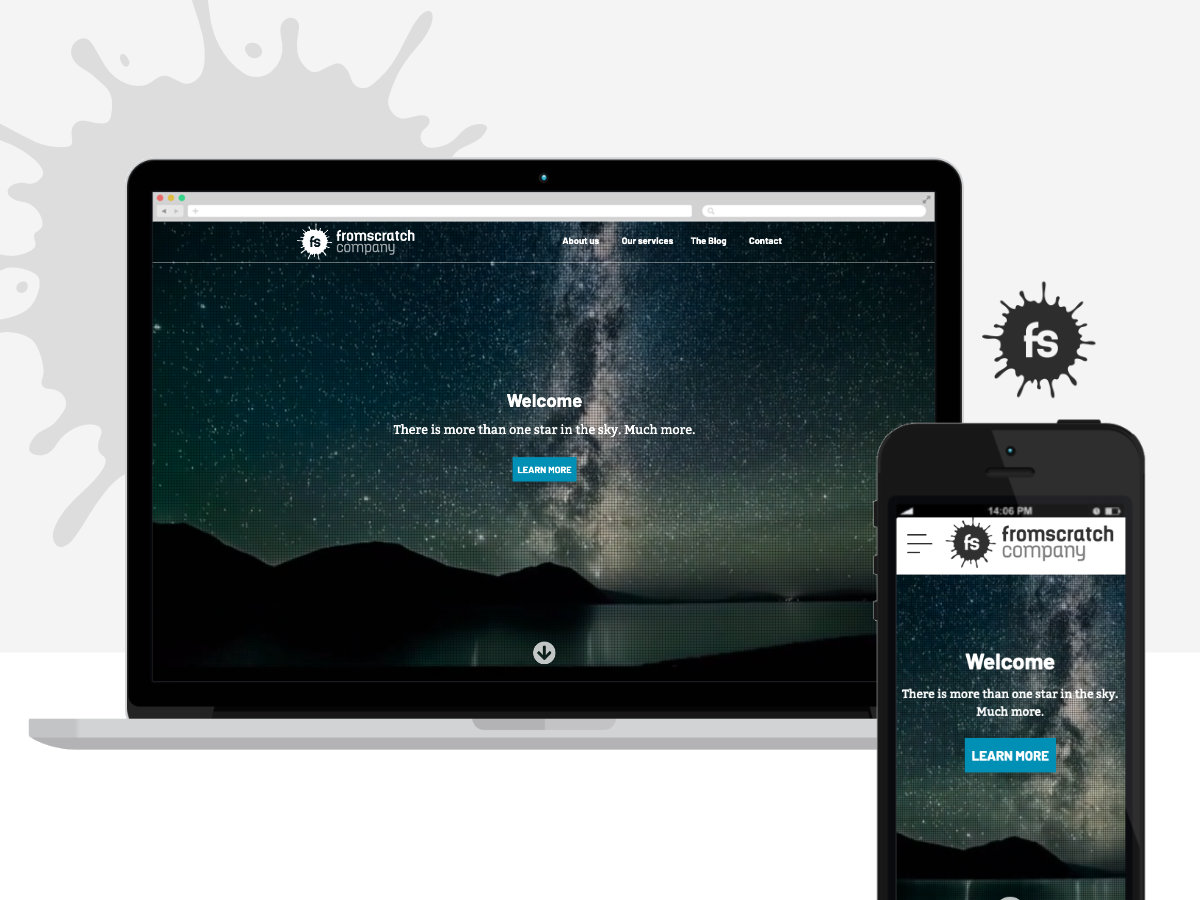 fs
fromscratch
company
About us
Our services
The Blog
Contact
Welcome
There is more than one star in the sky. Much more.
LEARN MORE
fs
14:06 PM
fs
fromscratch
company
Welcome
There is more than one star in the sky.
Much more.
LEARN MORE